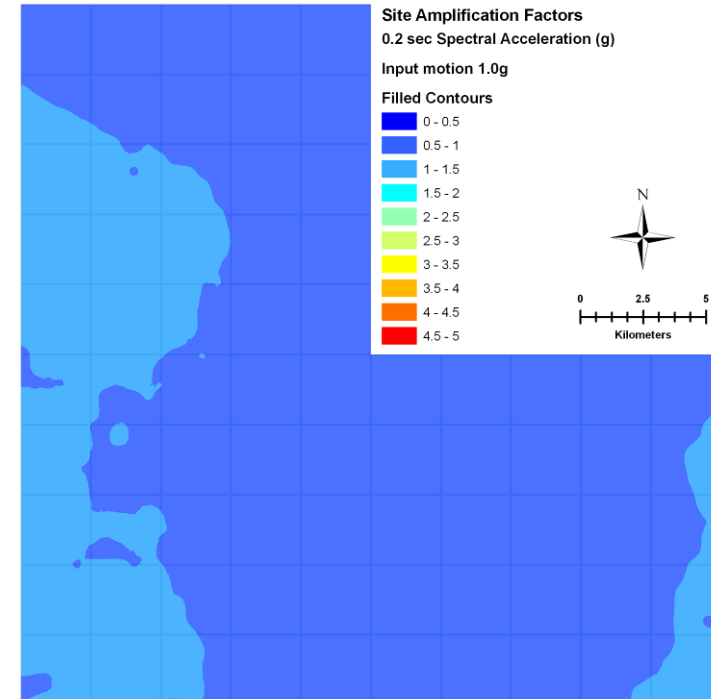 Site Amplification Factors
0.2 sec Spectral Acceleration (g)
Input motion 1.0g
Filled Contours
0 - 0.5
0.5 - 1
1 - 1.5
1.5 - 2
2 - 2.5
2.5 - 3
3 - 3.5
3.5 - 4
4 - 4.5
4.5 - 5
N
0 2.5 5
Kilometers